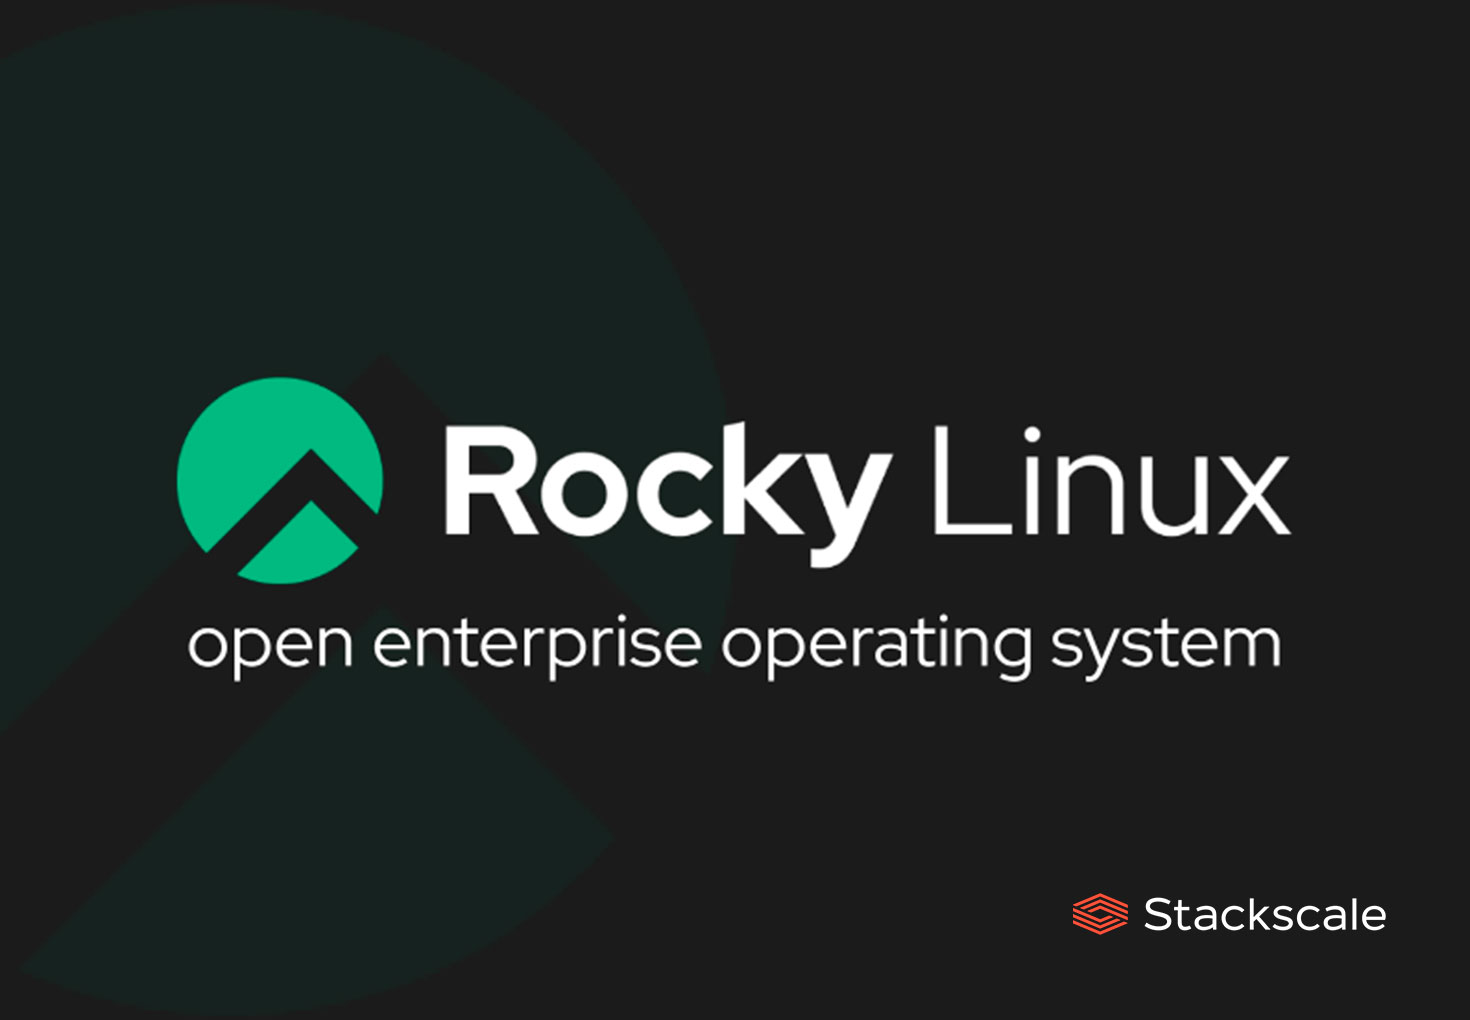 Rocky Linux
open enterprise operating system
Stackscale